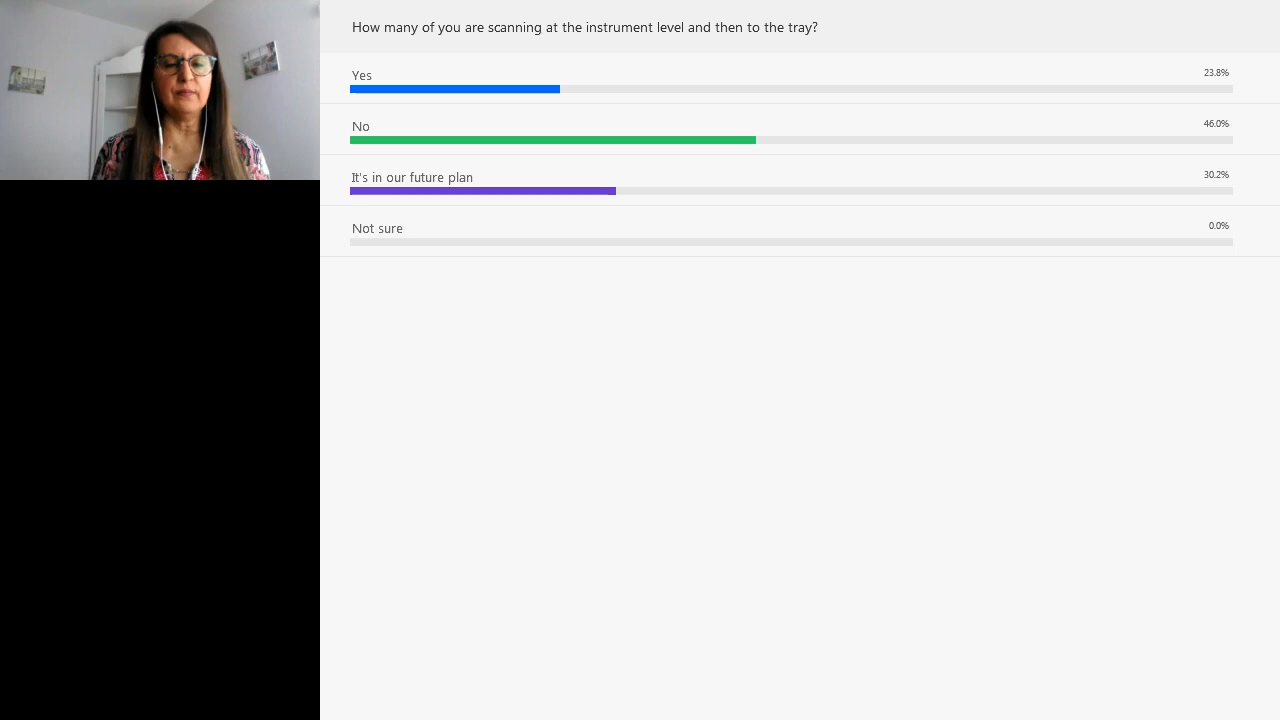 How many of you are scanning at the instrument level and then to the tray?
Yes
23.8%
No
46.0%
It's in our future plan
30.2%
Not sure
0.0%